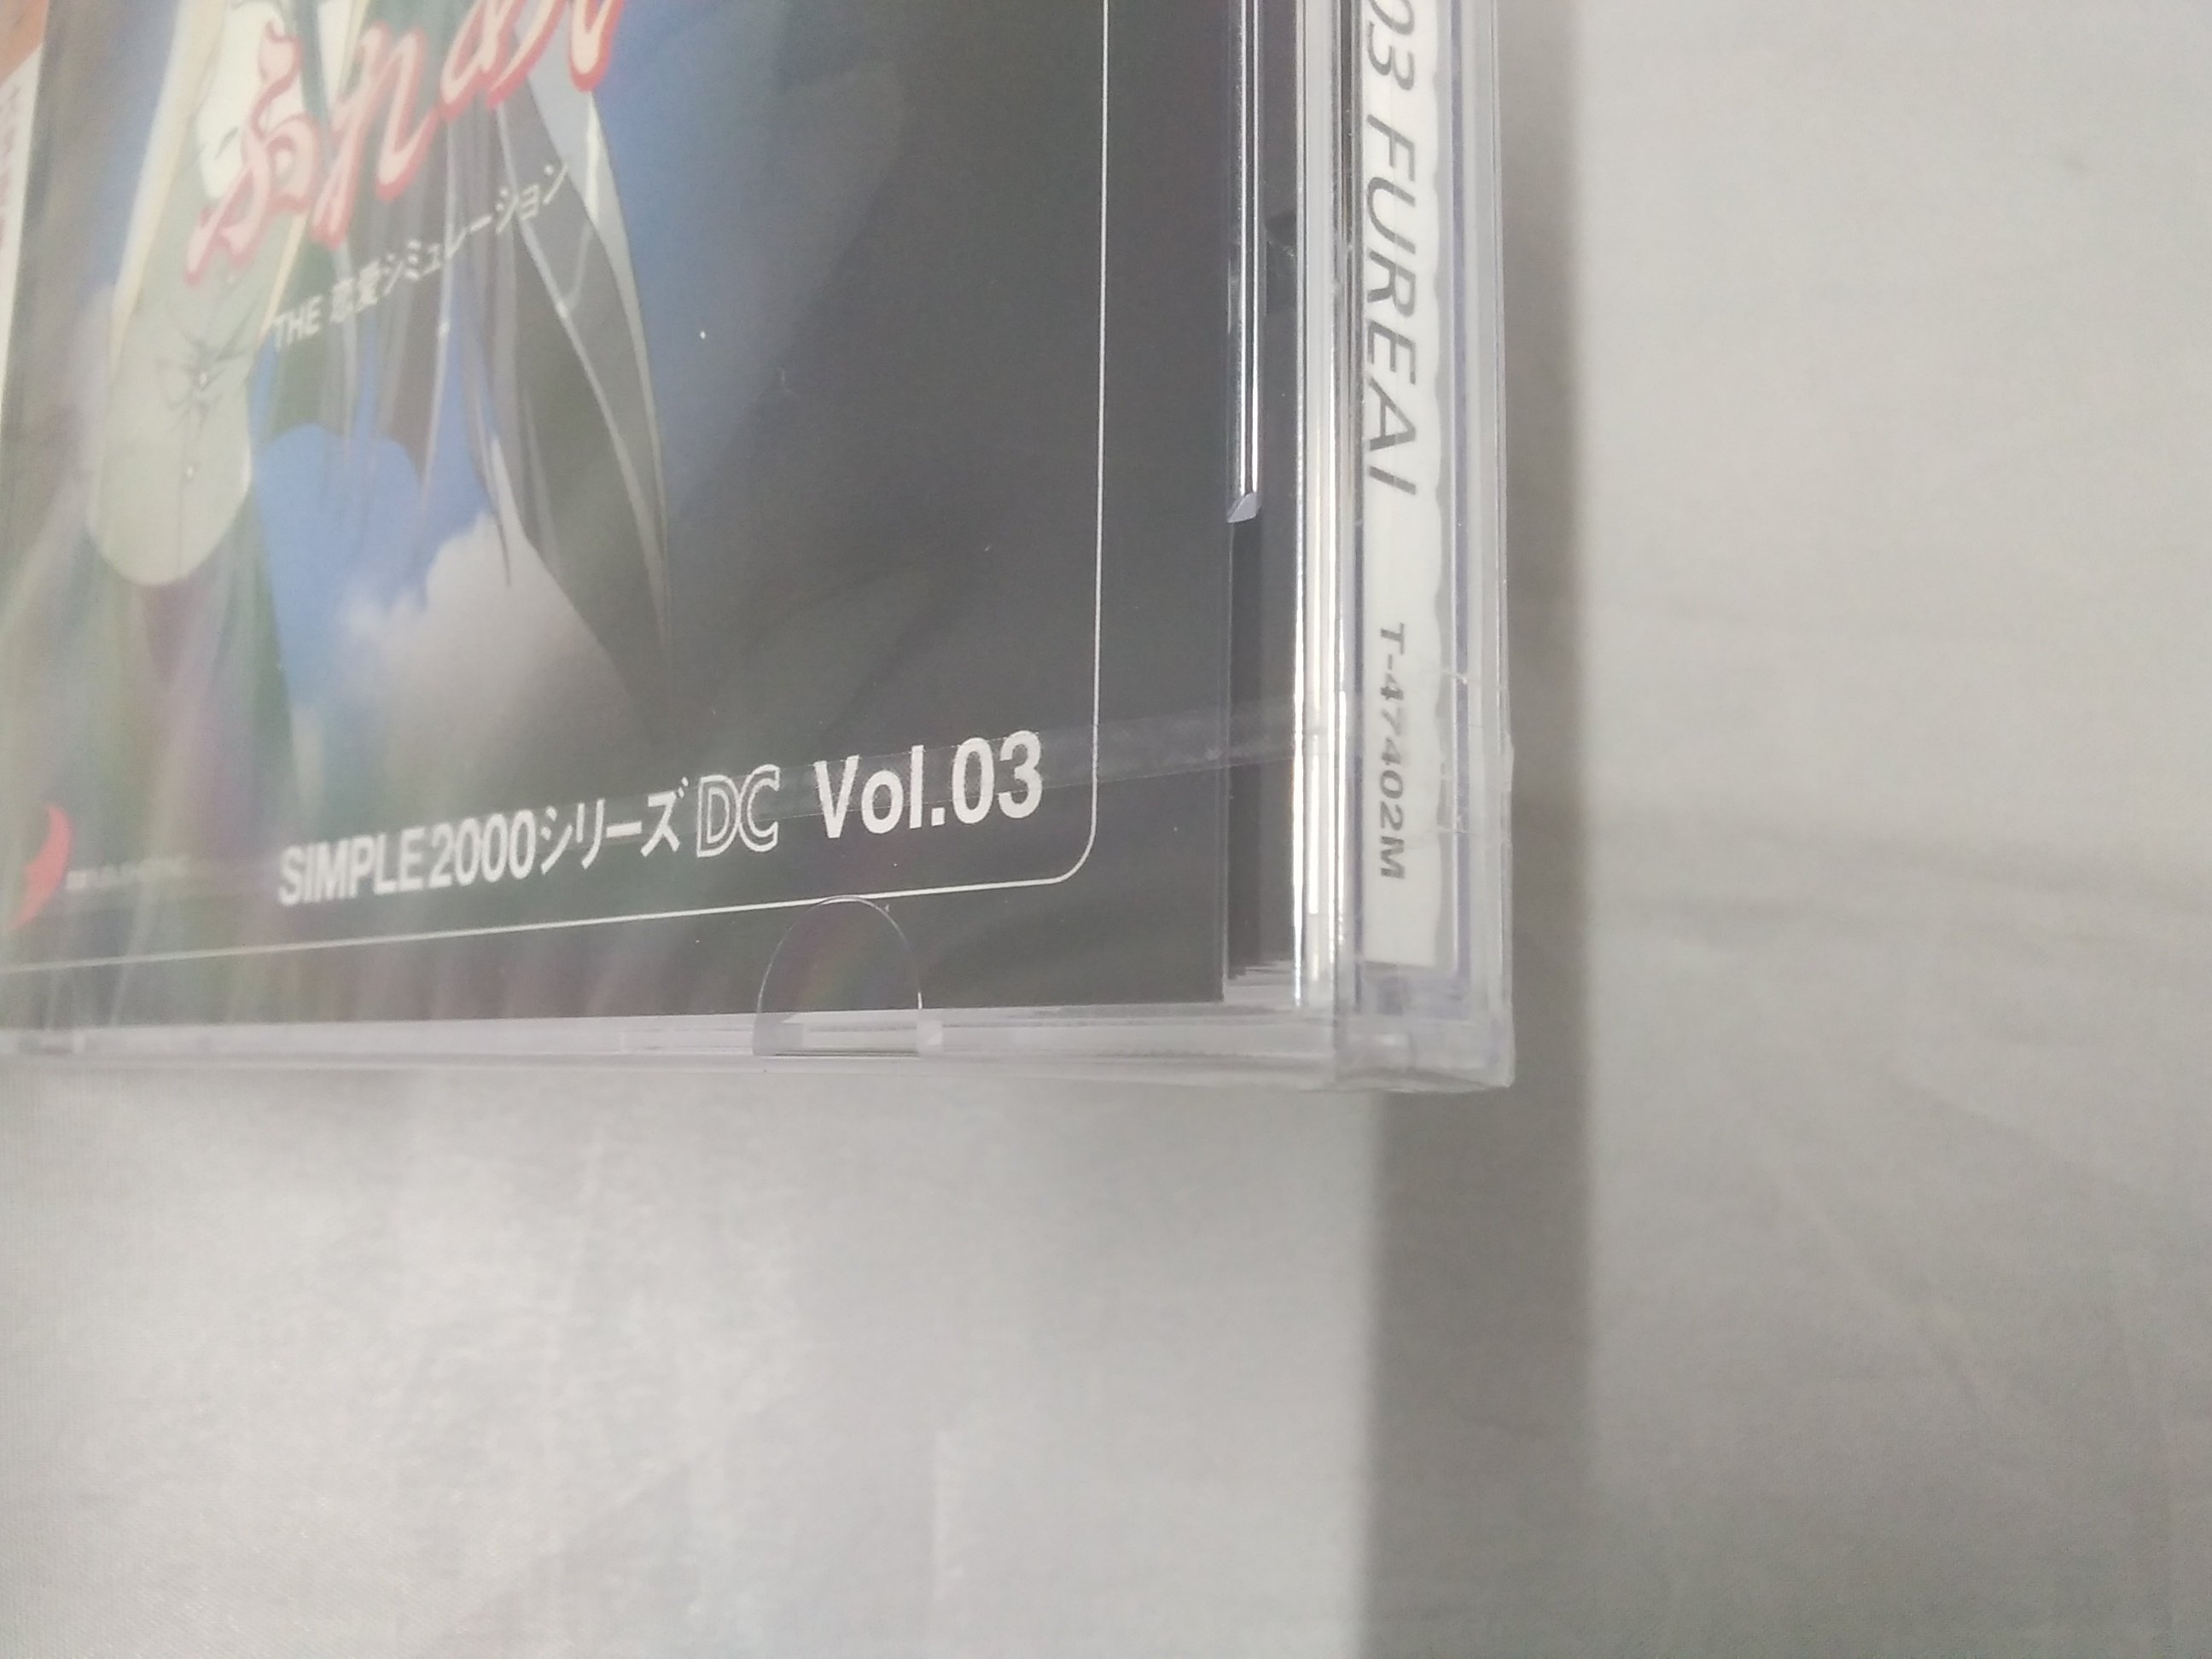 ふれあい
THE 恋愛シミュレーション
SIMPLE2000シリーズ DC Vol.03
03 FUREAI T-47402M